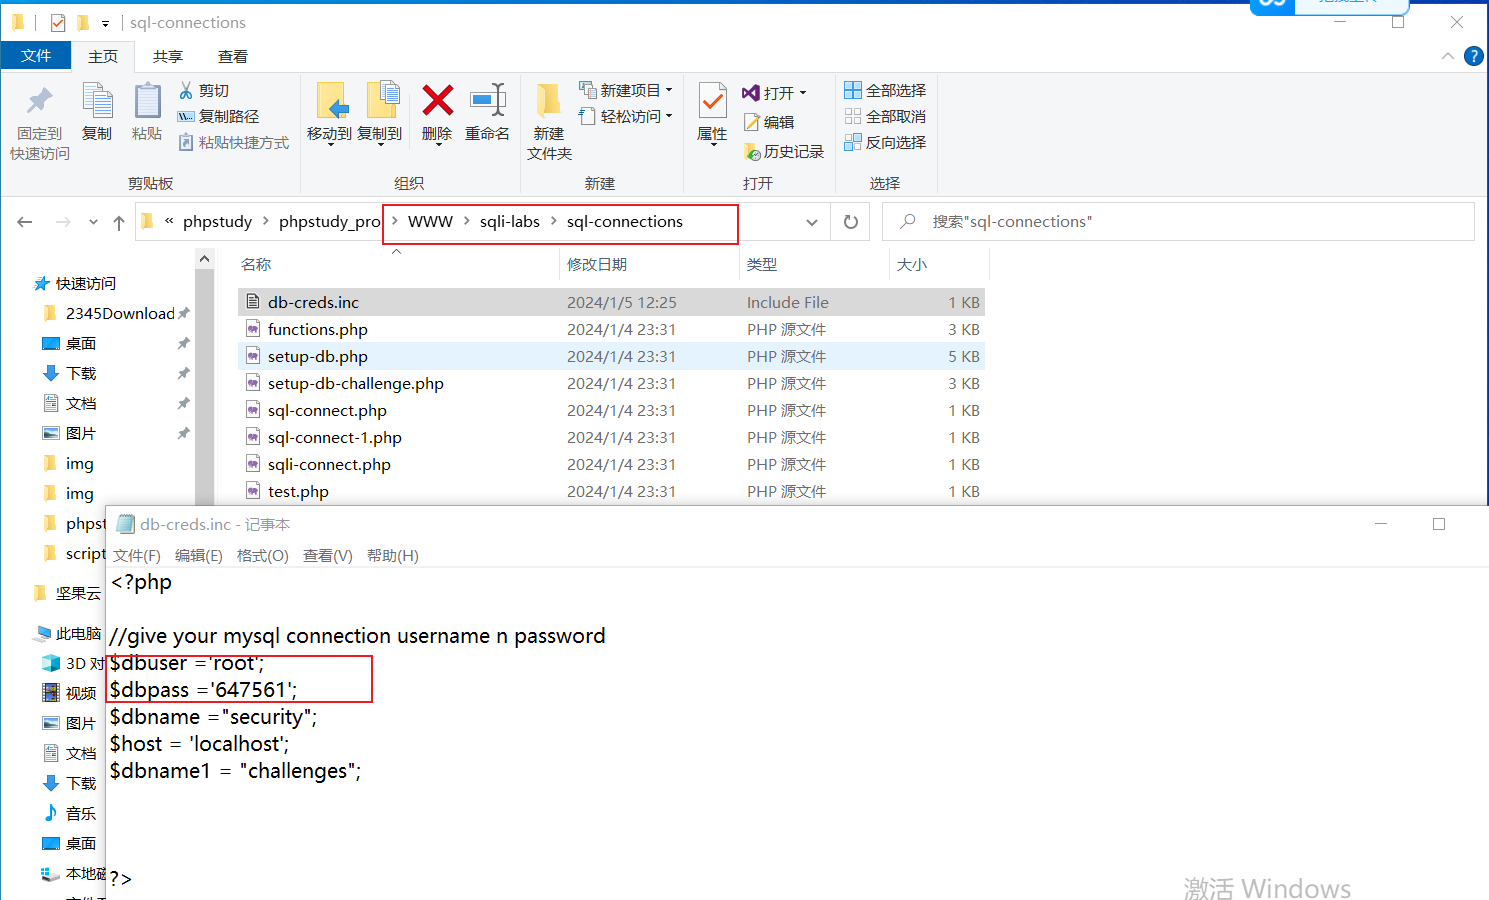 sql-connections
文件 主页 共享 查看
固定到
快速访问
复制
粘贴
剪切
复制路径
粘贴快捷方式
剪贴板
移动到
复制到
删除
重命名
组织
新建
文件夹
新建项目
轻松访问
新建
属性
打开
编辑
历史记录
打开
全部选择
全部取消
反向选择
选择
« phpstudy > phpstudy_pro > WWW > sqli-labs > sql-connections
搜索"sql-connections"
名称 修改日期 类型 大小
db-creds.inc 2024/1/5 12:25 Include File 1 KB
functions.php 2024/1/4 23:31 PHP 源文件 3 KB
setup-db.php 2024/1/4 23:31 PHP 源文件 5 KB
setup-db-challenge.php 2024/1/4 23:31 PHP 源文件 3 KB
sql-connect.php 2024/1/4 23:31 PHP 源文件 1 KB
sql-connect-1.php 2024/1/4 23:31 PHP 源文件 1 KB
sqli-connect.php 2024/1/4 23:31 PHP 源文件 1 KB
test.php 2024/1/4 23:31 PHP 源文件 1 KB
快速访问
2345Download
桌面
下载
文档
图片
img
img
phpst
script
坚果云
此电脑
3D 对
视频
图片
文档
下载
音乐
桌面
本地磁
db-creds.inc - 记事本
文件(F) 编辑(E) 格式(O) 查看(V) 帮助(H)
<?php
//give your mysql connection username n password
$dbuser ='root';
$dbpass ='647561';
$dbname ="security";
$host = 'localhost';
$dbname1 = "challenges";
?>
激活 Windows